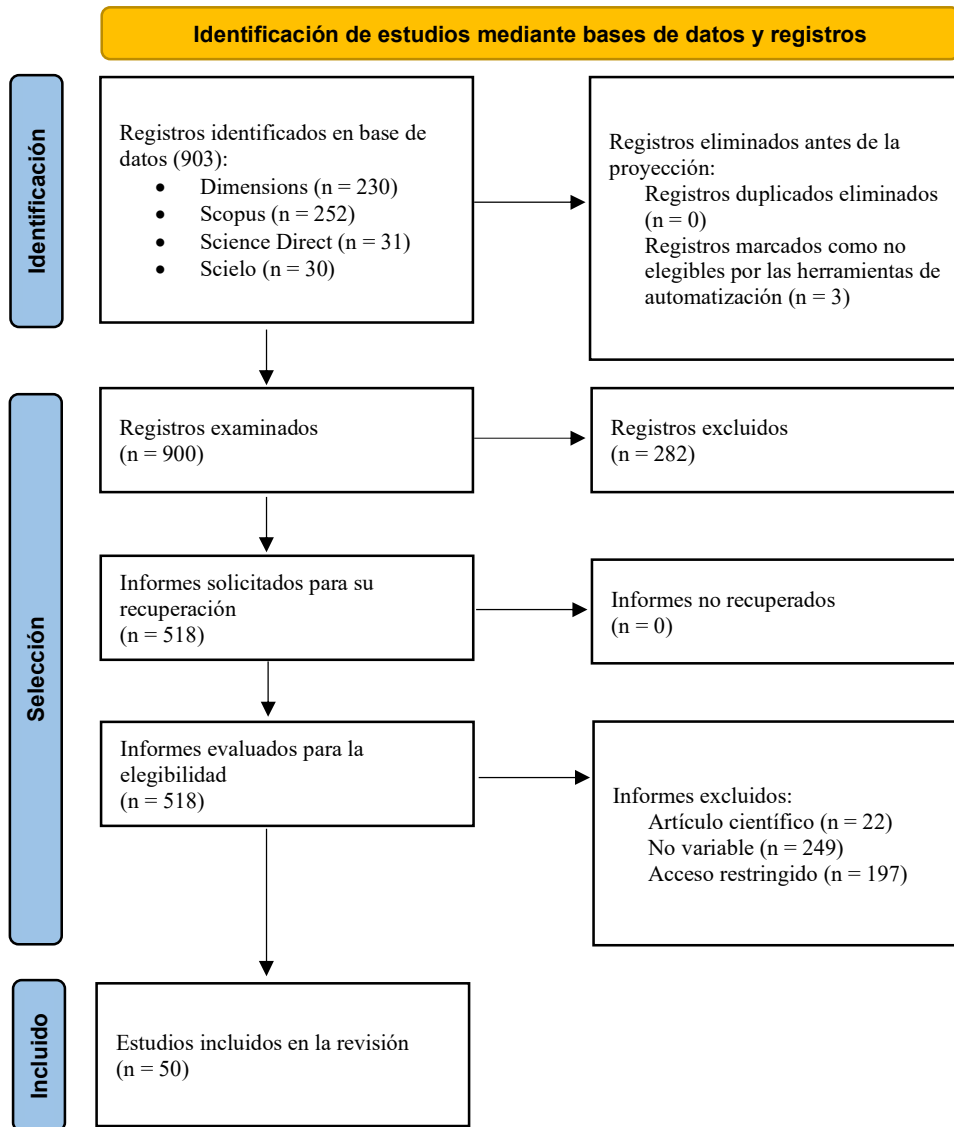 Identificación de estudios mediante bases de datos y registros
Identificación
Registros identificados en base de
datos (903):
• Dimensions (n = 230)
• Scopus (n = 252)
• Science Direct (n = 31)
• Scielo (n = 30)
Registros eliminados antes de la
proyección:
Registros duplicados eliminados
(n = 0)
Registros marcados como no
elegibles por las herramientas de
automatización (n = 3)
Selección
Registros examinados
(n = 900)
Registros excluidos
(n = 282)
Informes solicitados para su
recuperación
(n = 518)
Informes no recuperados
(n = 0)
Informes evaluados para la
elegibilidad
(n = 518)
Informes excluidos:
Artículo científico (n = 22)
No variable (n = 249)
Acceso restringido (n = 197)
Incluido
Estudios incluidos en la revisión
(n = 50)